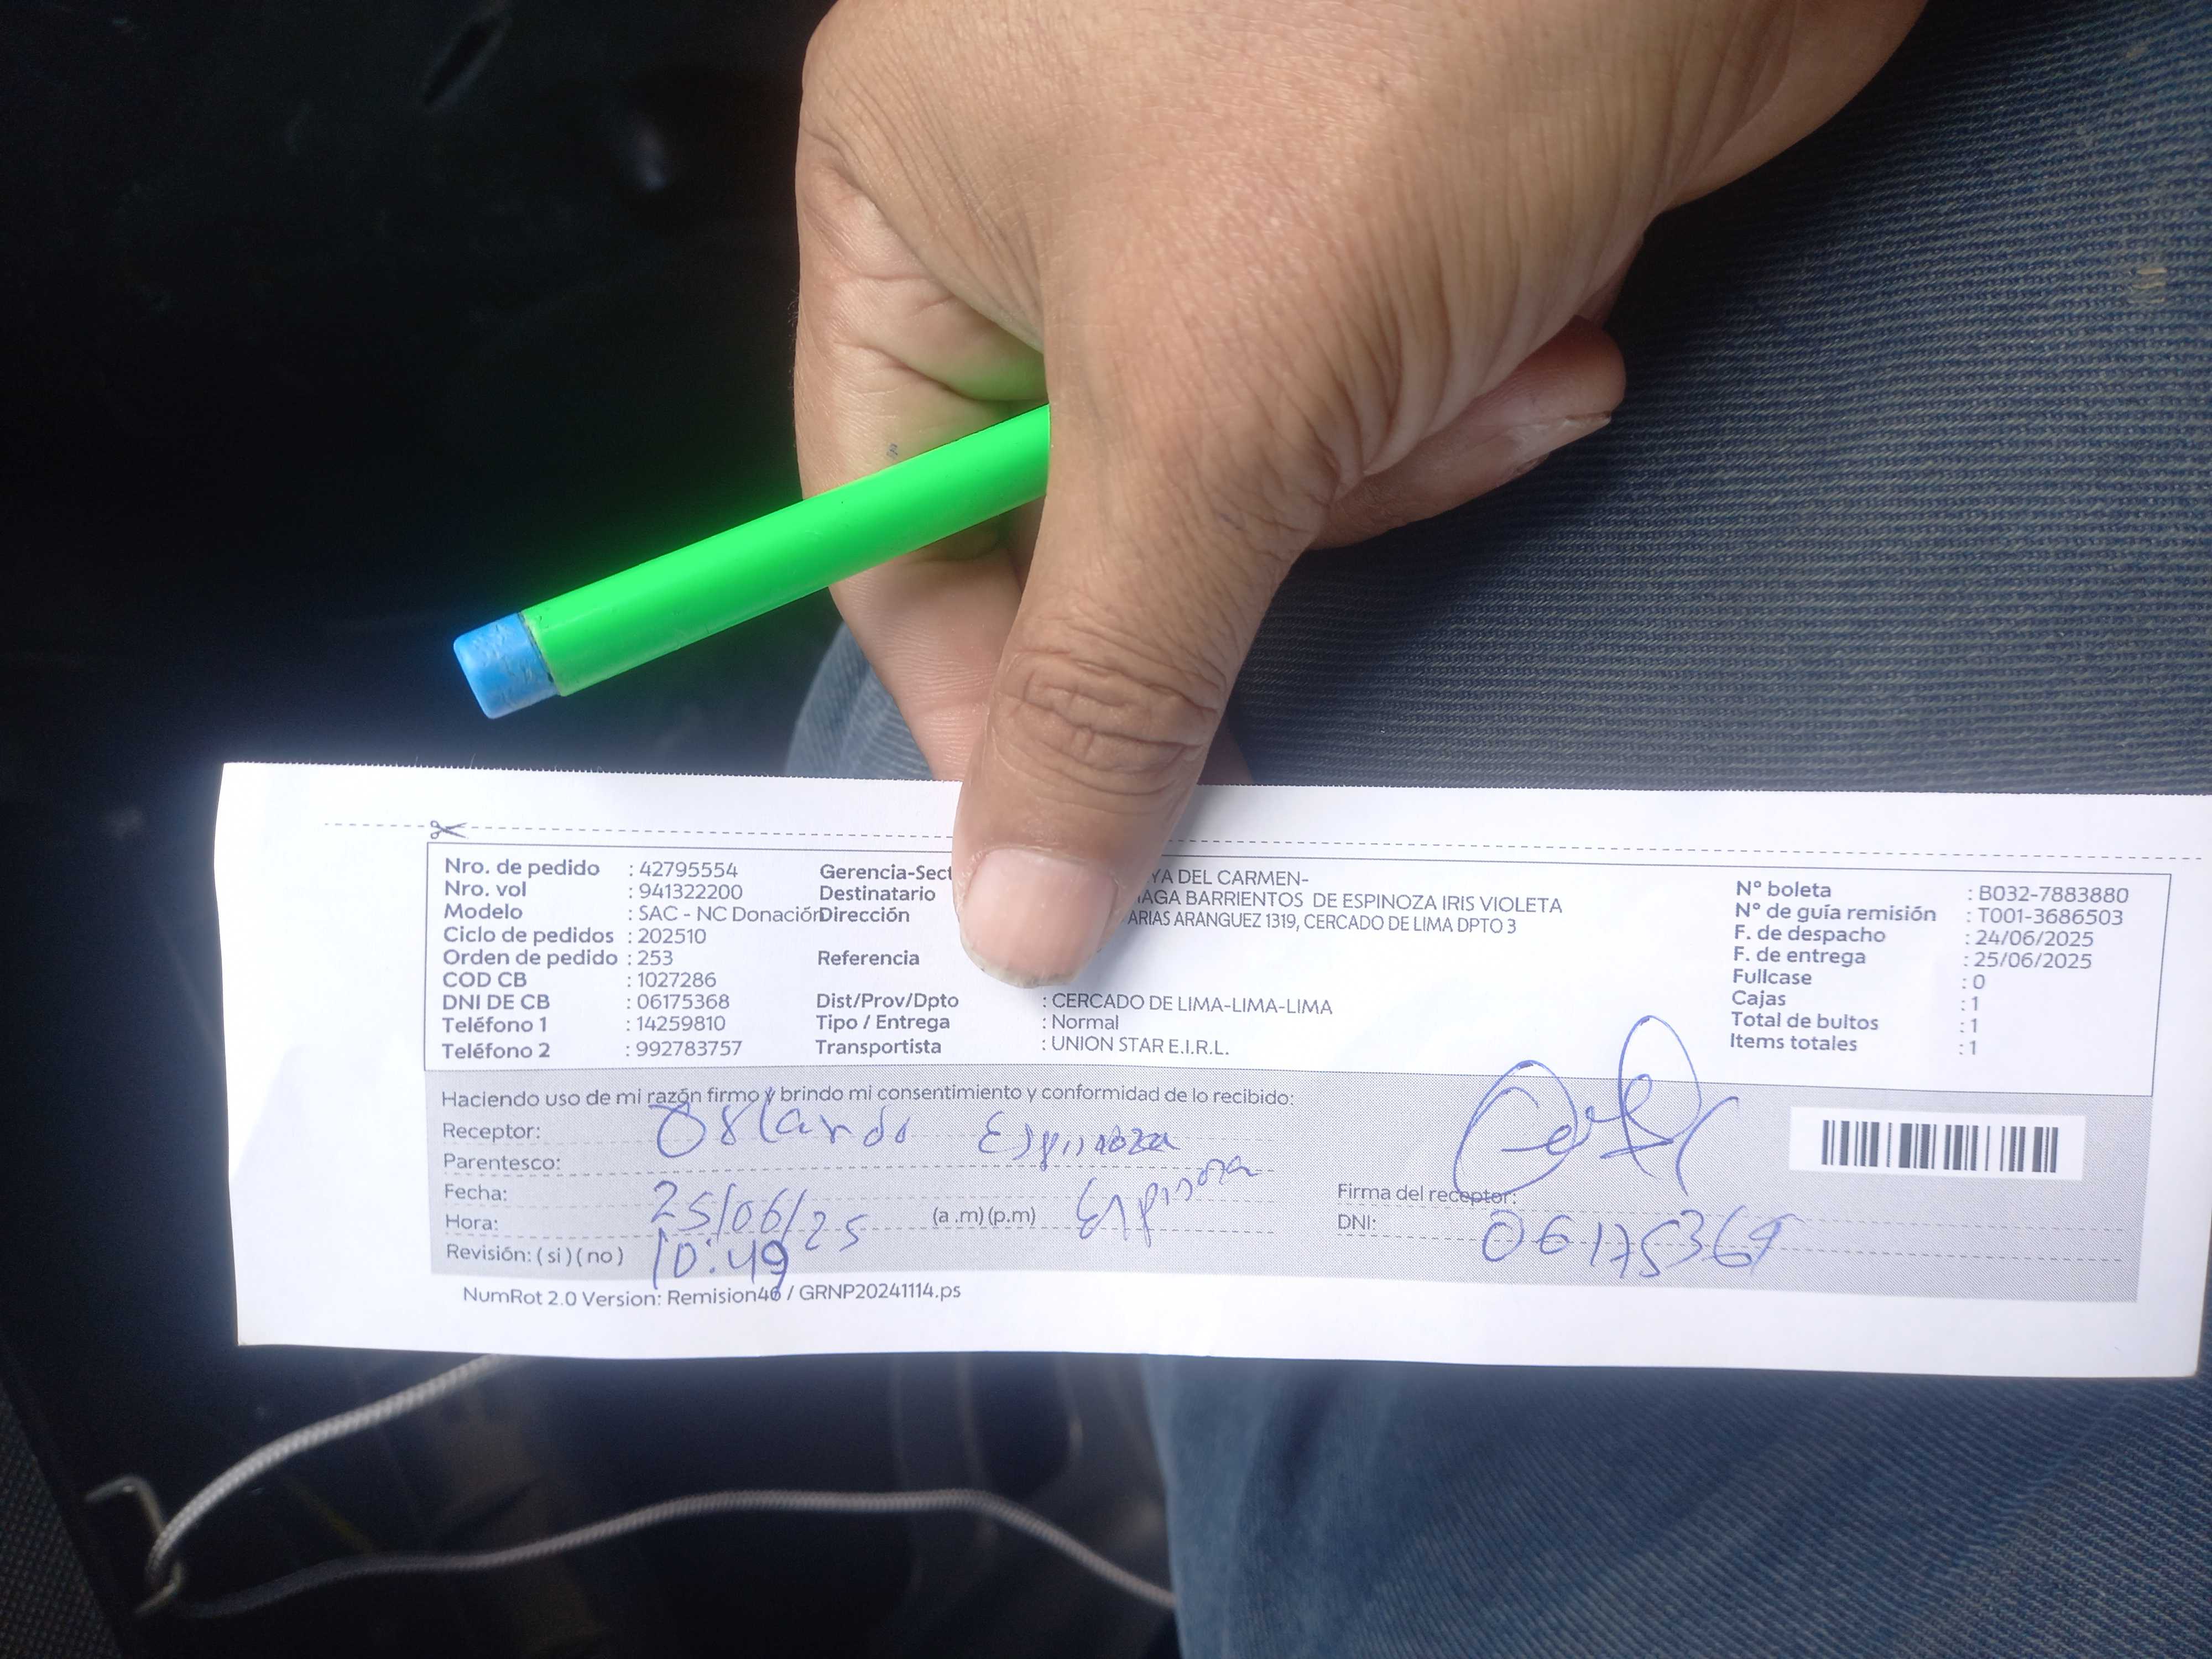 Nro. de pedido : 42795554
Nro. vol : 941322200
Modelo : SAC - NC Donación
Ciclo de pedidos : 202510
Orden de pedido : 253
COD CB : 1027286
DNI DE CB : 06175368
Teléfono 1 : 14259810
Teléfono 2 : 992783757
Gerencia-Sect YA DEL CARMEN-
Destinatario AGA BARRIENTOS DE ESPINOZA IRIS VIOLETA
Dirección ARIAS ARANGUEZ 1319, CERCADO DE LIMA DPTO 3
Referencia
Dist/Prov/Dpto : CERCADO DE LIMA-LIMA-LIMA
Tipo / Entrega : Normal
Transportista : UNION STAR E.I.R.L.
N° boleta : B032-7883880
N° de guía remisión : T001-3686503
F. de despacho : 24/06/2025
F. de entrega : 25/06/2025
Fullcase : 0
Cajas : 1
Total de bultos : 1
Items totales : 1
Haciendo uso de mi razón firmo y brindo mi consentimiento y conformidad de lo recibido:
Receptor: Orlando Espinoza
Parentesco:
Fecha: 25/06/25
Hora: 10:49 (a.m) (p.m)
Revisión: ( si ) ( no )
Firma del receptor:
DNI:
NumRot 2.0 Version: Remision46 / GRNP20241114.ps